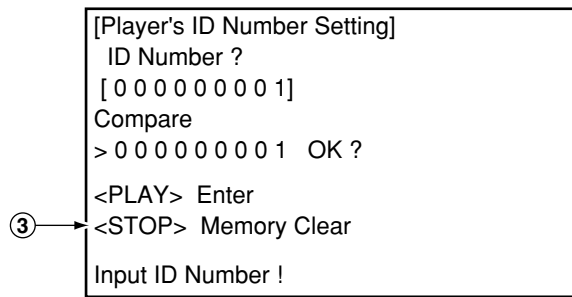 [Player's ID Number Setting]
ID Number ?
[ 0 0 0 0 0 0 0 0 1]
Compare
> 0 0 0 0 0 0 0 0 1 OK ?
<PLAY> Enter
③ <STOP> Memory Clear
Input ID Number !